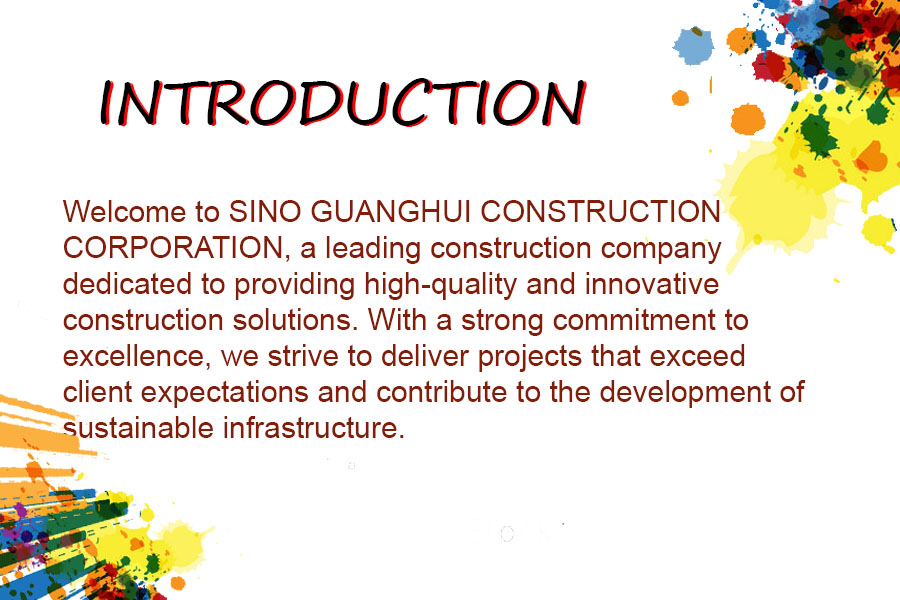 INTRODUCTION
Welcome to SINO GUANGHUI CONSTRUCTION
CORPORATION, a leading construction company
dedicated to providing high-quality and innovative
construction solutions. With a strong commitment to
excellence, we strive to deliver projects that exceed
client expectations and contribute to the development of
sustainable infrastructure.